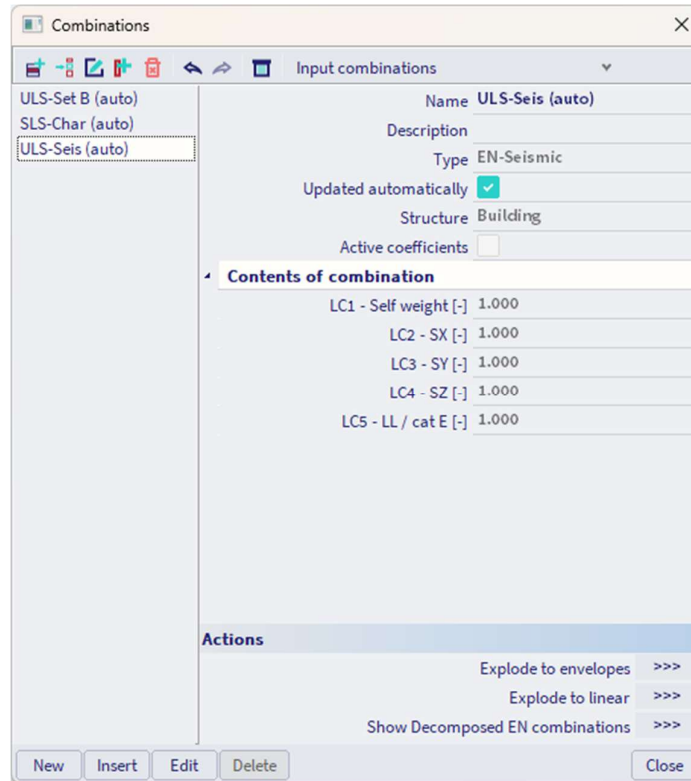 Combinations
Input combinations
ULS-Set B (auto)
SLS-Char (auto)
ULS-Seis (auto)
Name ULS-Seis (auto)
Description
Type EN-Seismic
Updated automatically
Structure Building
Active coefficients
Contents of combination
LC1 - Self weight [-] 1.000
LC2 - SX [-] 1.000
LC3 - SY [-] 1.000
LC4 - SZ [-] 1.000
LC5 - LL / cat E [-] 1.000
Actions
Explode to envelopes >>>
Explode to linear >>>
Show Decomposed EN combinations >>>
New Insert Edit Delete Close